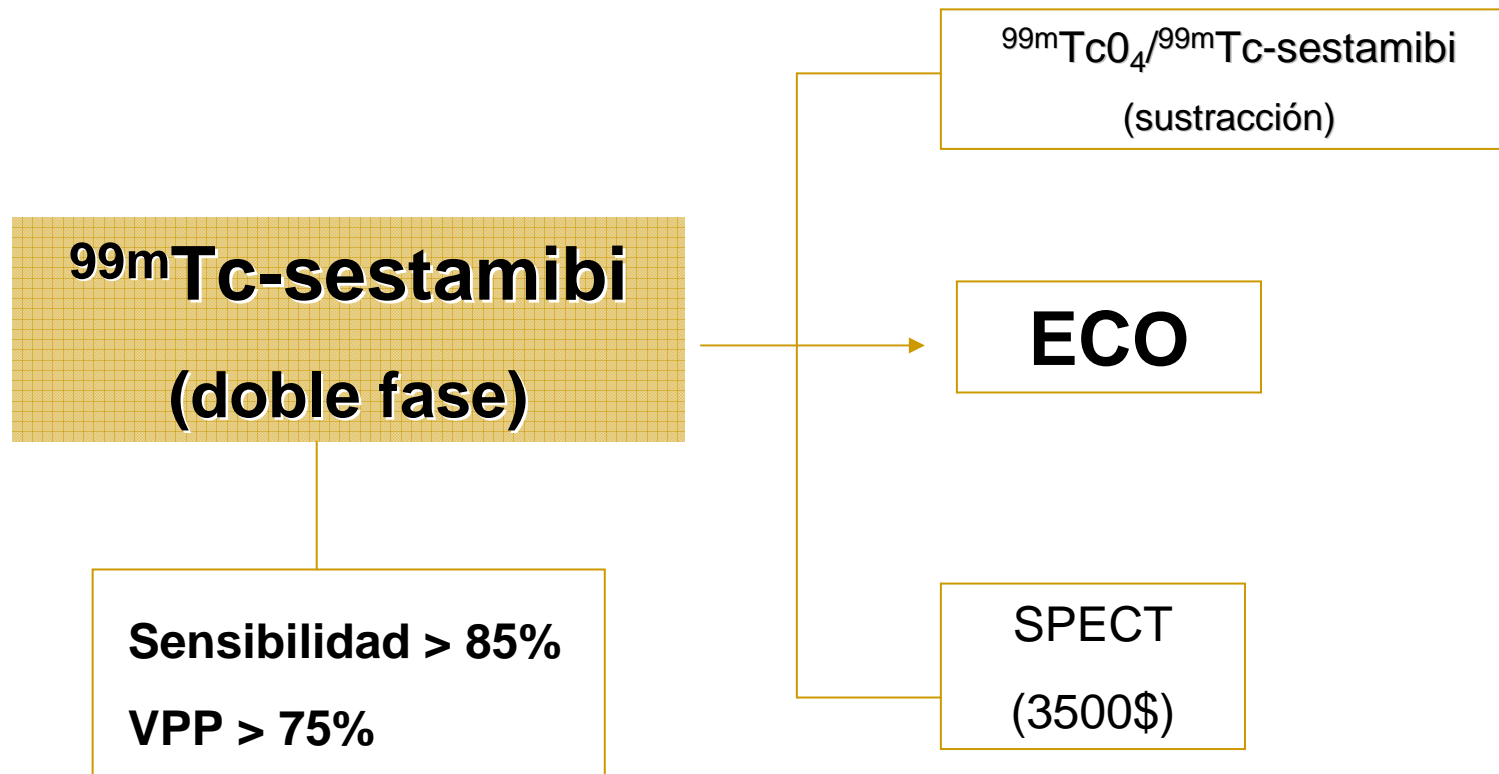 ⁹⁹ᵐTc-sestamibi
(doble fase)
Sensibilidad > 85%
VPP > 75%
⁹⁹ᵐTc0₄/⁹⁹ᵐTc-sestamibi
(sustracción)
ECO
SPECT
(3500$)